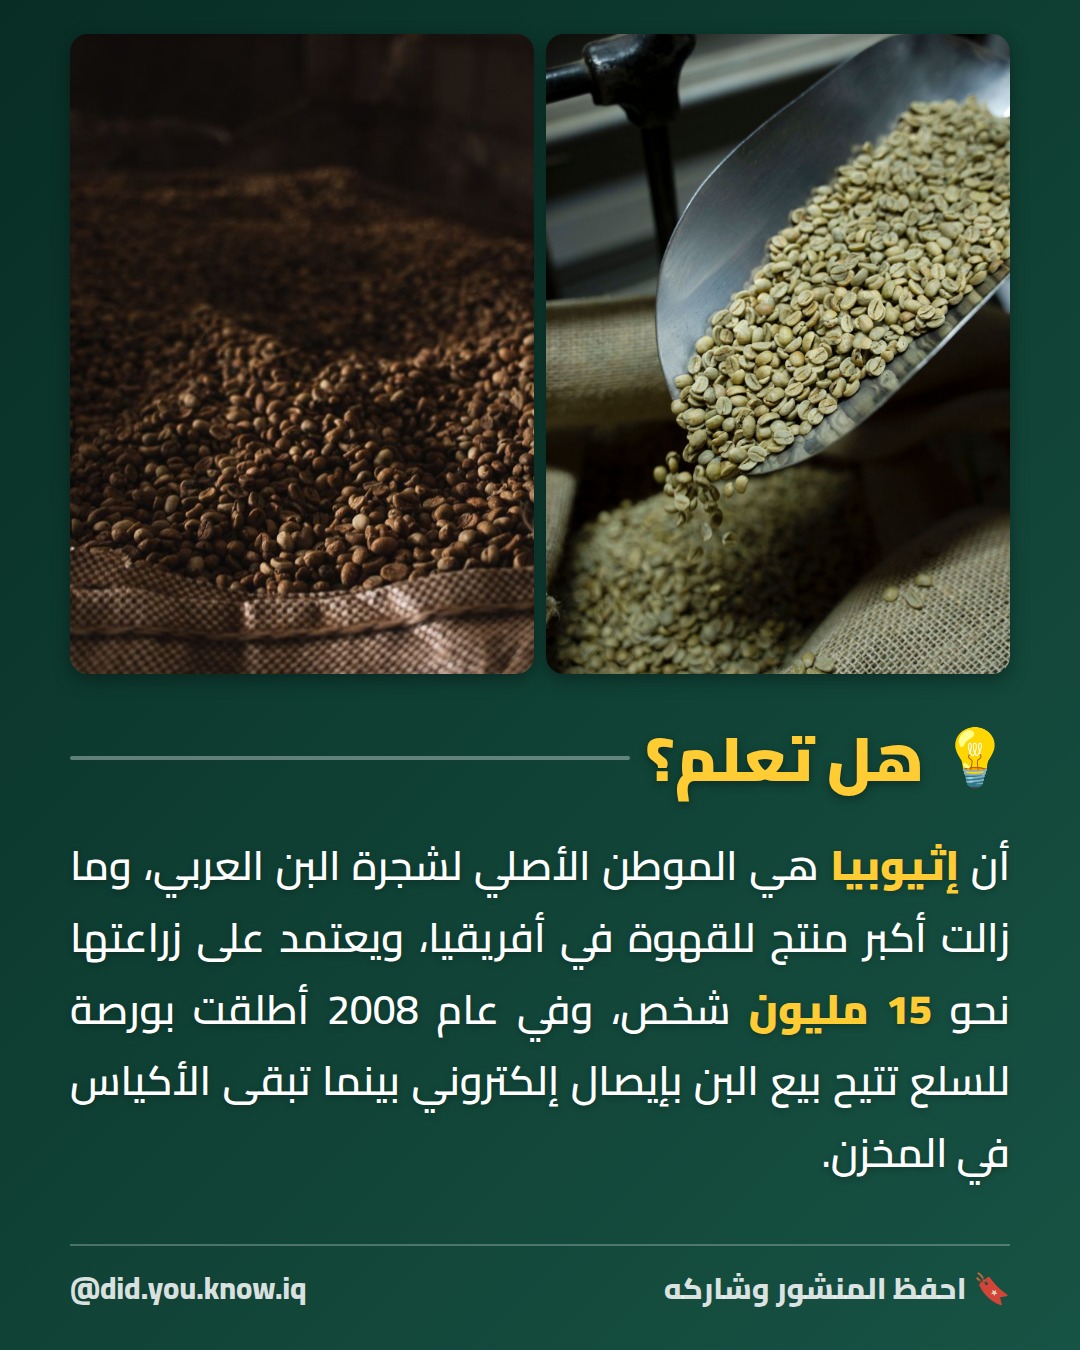 هل تعلم؟
أن إثيوبيا هي الموطن الأصلي لشجرة البن العربي، وما
زالت أكبر منتج للقهوة في أفريقيا، ويعتمد على زراعتها
نحو 15 مليون شخص، وفي عام 2008 أطلقت بورصة
للسلع تتيح بيع البن بإيصال إلكتروني بينما تبقى الأكياس
في المخزن.
احفظ المنشور وشاركه
@did.you.know.iq